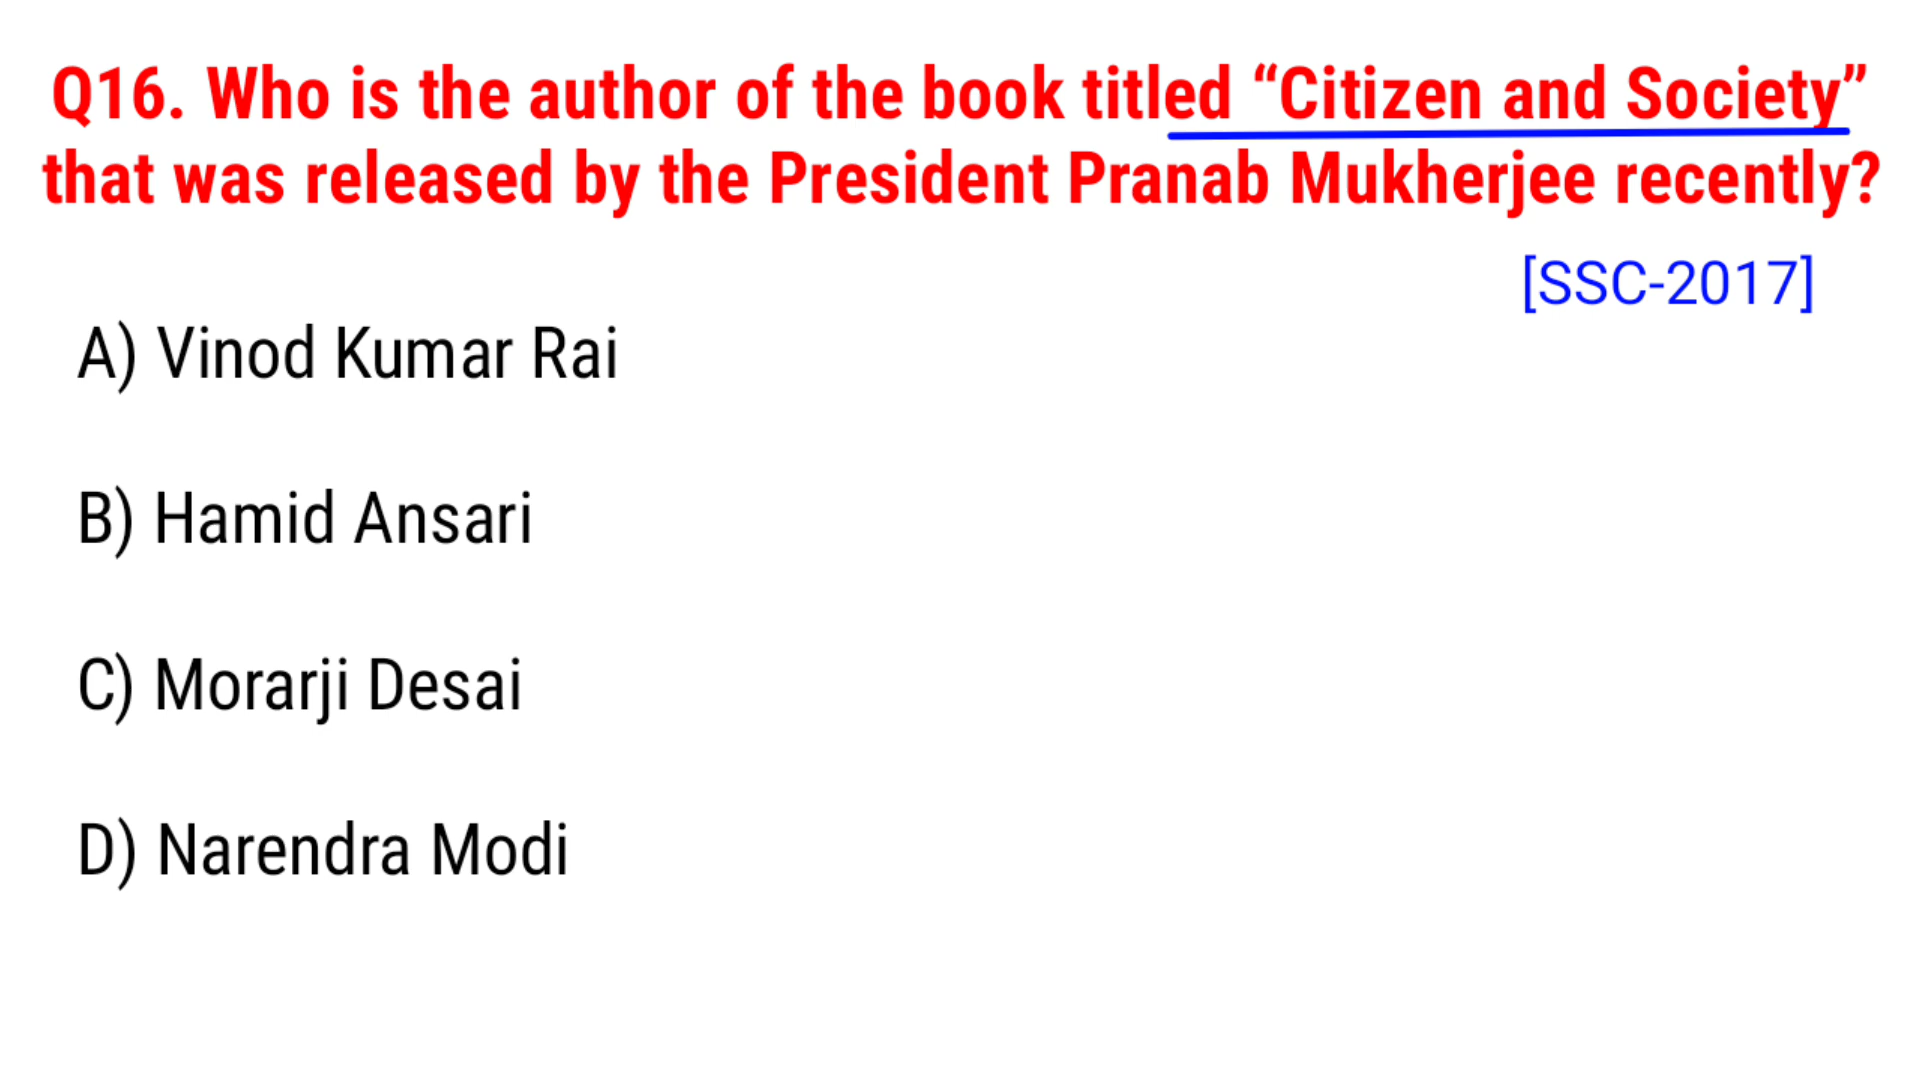 Q16. Who is the author of the book titled “Citizen and Society”
that was released by the President Pranab Mukherjee recently?
[SSC-2017]
A) Vinod Kumar Rai
B) Hamid Ansari
C) Morarji Desai
D) Narendra Modi